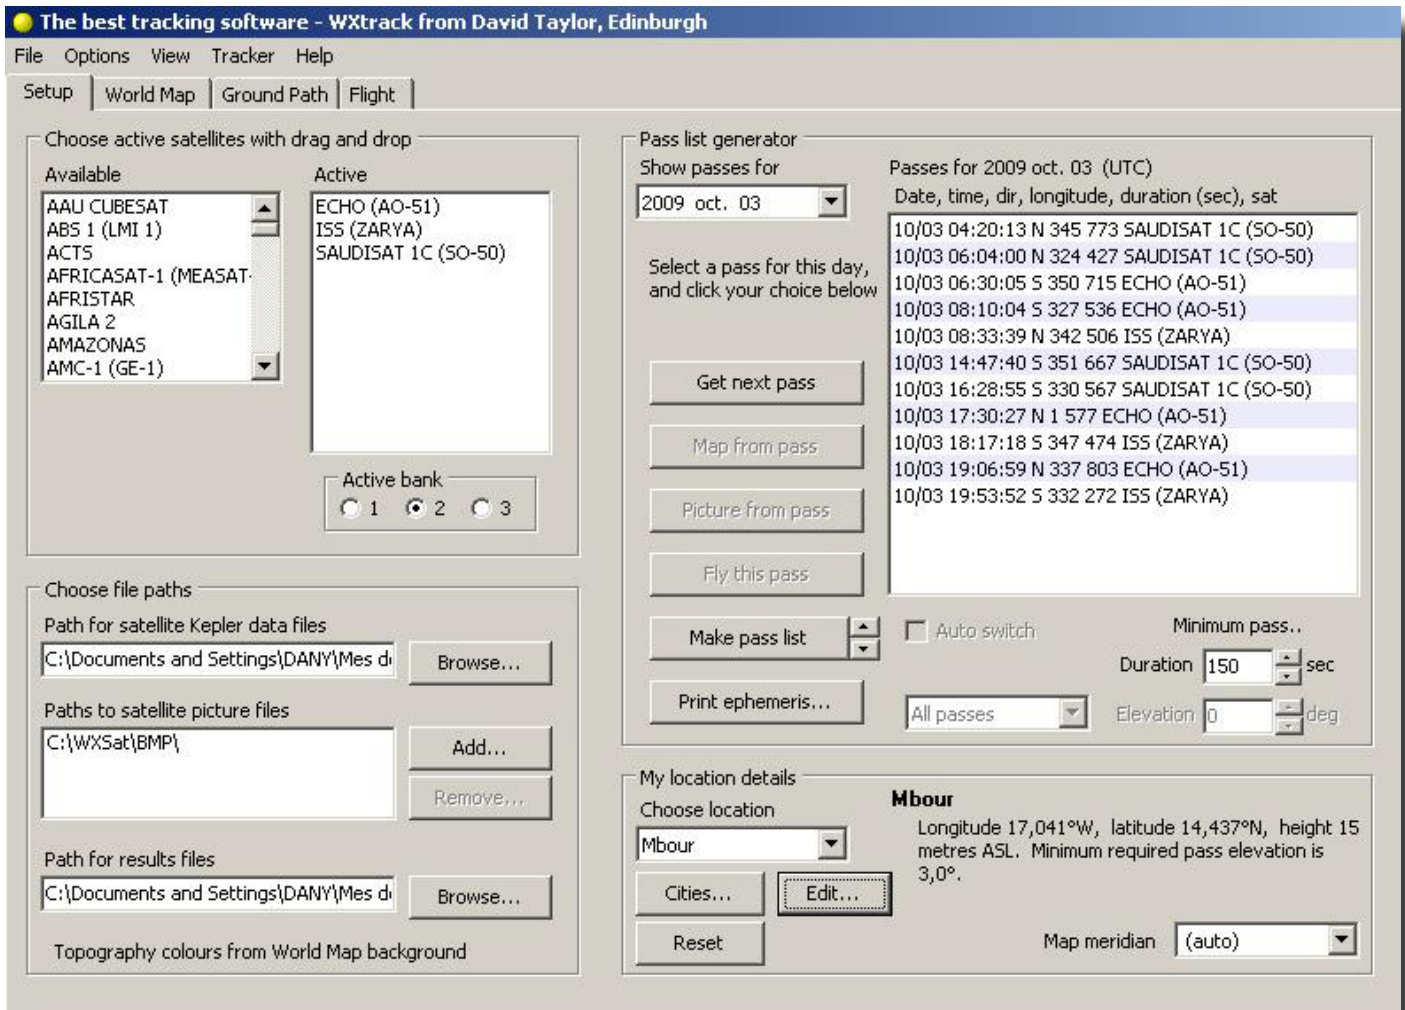 The best tracking software - WXtrack from David Taylor, Edinburgh
File Options View Tracker Help
Setup World Map Ground Path Flight
Choose active satellites with drag and drop
Available
AAU CUBESAT
ABS 1 (LMI 1)
ACTS
AFRICASAT-1 (MEASAT-
AFRISTAR
AGILA 2
AMAZONAS
AMC-1 (GE-1)
Active
ECHO (AO-51)
ISS (ZARYA)
SAUDISAT 1C (SO-50)
Active bank
1 2 3
Choose file paths
Path for satellite Kepler data files
C:\Documents and Settings\DANY\Mes d
Browse...
Paths to satellite picture files
C:\WXSat\BMP\
Add...
Remove...
Path for results files
C:\Documents and Settings\DANY\Mes d
Browse...
Topography colours from World Map background
Pass list generator
Show passes for
2009 oct. 03
Select a pass for this day,
and click your choice below
Get next pass
Map from pass
Picture from pass
Fly this pass
Make pass list
Print ephemeris...
Passes for 2009 oct. 03 (UTC)
Date, time, dir, longitude, duration (sec), sat
10/03 04:20:13 N 345 773 SAUDISAT 1C (SO-50)
10/03 06:04:00 N 324 427 SAUDISAT 1C (SO-50)
10/03 06:30:05 S 350 715 ECHO (AO-51)
10/03 08:10:04 S 327 536 ECHO (AO-51)
10/03 08:33:39 N 342 506 ISS (ZARYA)
10/03 14:47:40 S 351 667 SAUDISAT 1C (SO-50)
10/03 16:28:55 S 330 567 SAUDISAT 1C (SO-50)
10/03 17:30:27 N 1 577 ECHO (AO-51)
10/03 18:17:18 S 347 474 ISS (ZARYA)
10/03 19:06:59 N 337 803 ECHO (AO-51)
10/03 19:53:52 S 332 272 ISS (ZARYA)
Auto switch
Minimum pass..
Duration 150 sec
All passes
Elevation 0 deg
My location details
Choose location
Mbour
Cities... Edit...
Reset
Mbour
Longitude 17,041°W, latitude 14,437°N, height 15
metres ASL. Minimum required pass elevation is
3,0°.
Map meridian (auto)